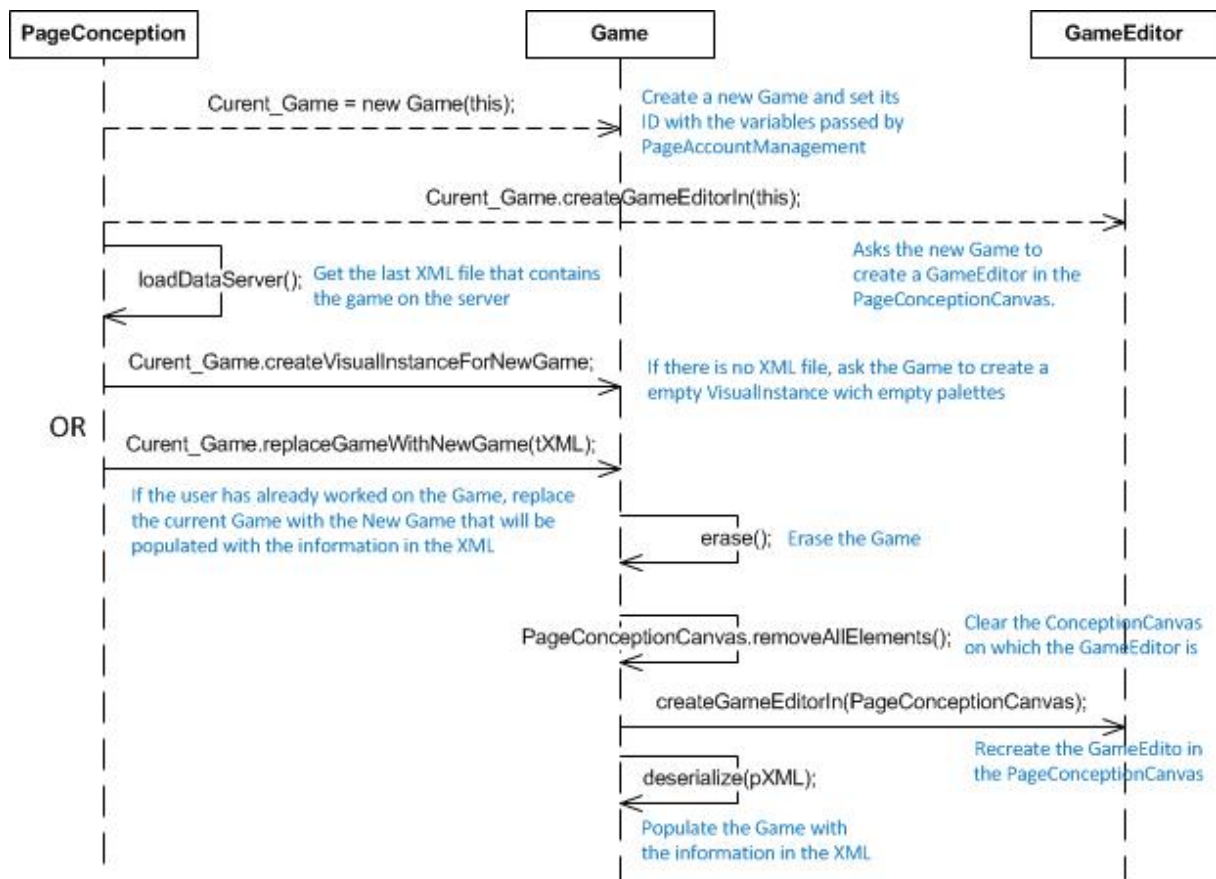 PageConception
Game
GameEditor
Curent_Game = new Game(this);
Create a new Game and set its
ID with the variables passed by
PageAccountManagement
Curent_Game.createGameEditorIn(this);
Asks the new Game to
create a GameEditor in the
PageConceptionCanvas.
loadDataServer();
Get the last XML file that contains
the game on the server
Curent_Game.createVisualInstanceForNewGame;
If there is no XML file, ask the Game to create a
empty VisualInstance wich empty palettes
OR
Curent_Game.replaceGameWithNewGame(tXML);
If the user has already worked on the Game, replace
the current Game with the New Game that will be
populated with the information in the XML
erase();
Erase the Game
PageConceptionCanvas.removeAllElements();
Clear the ConceptionCanvas
on which the GameEditor is
createGameEditorIn(PageConceptionCanvas);
Recreate the GameEdito in
the PageConceptionCanvas
deserialize(pXML);
Populate the Game with
the information in the XML